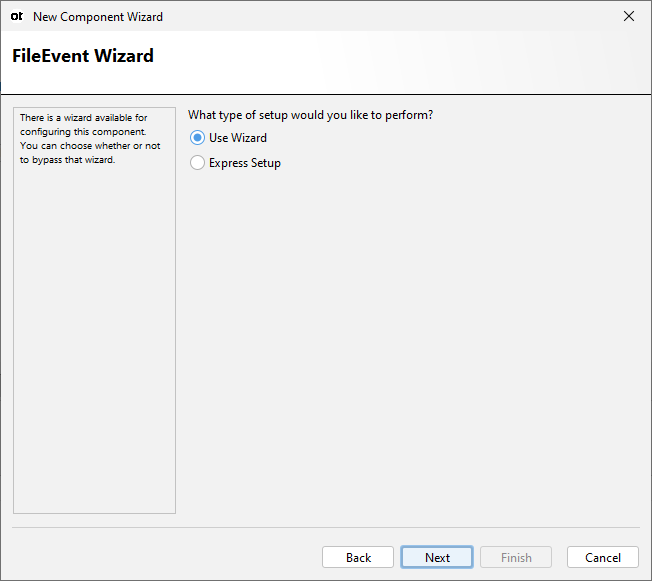 ot New Component Wizard
FileEvent Wizard
There is a wizard available for
configuring this component.
You can choose whether or not
to bypass that wizard.
What type of setup would you like to perform?
Use Wizard
Express Setup
Back Next Finish Cancel